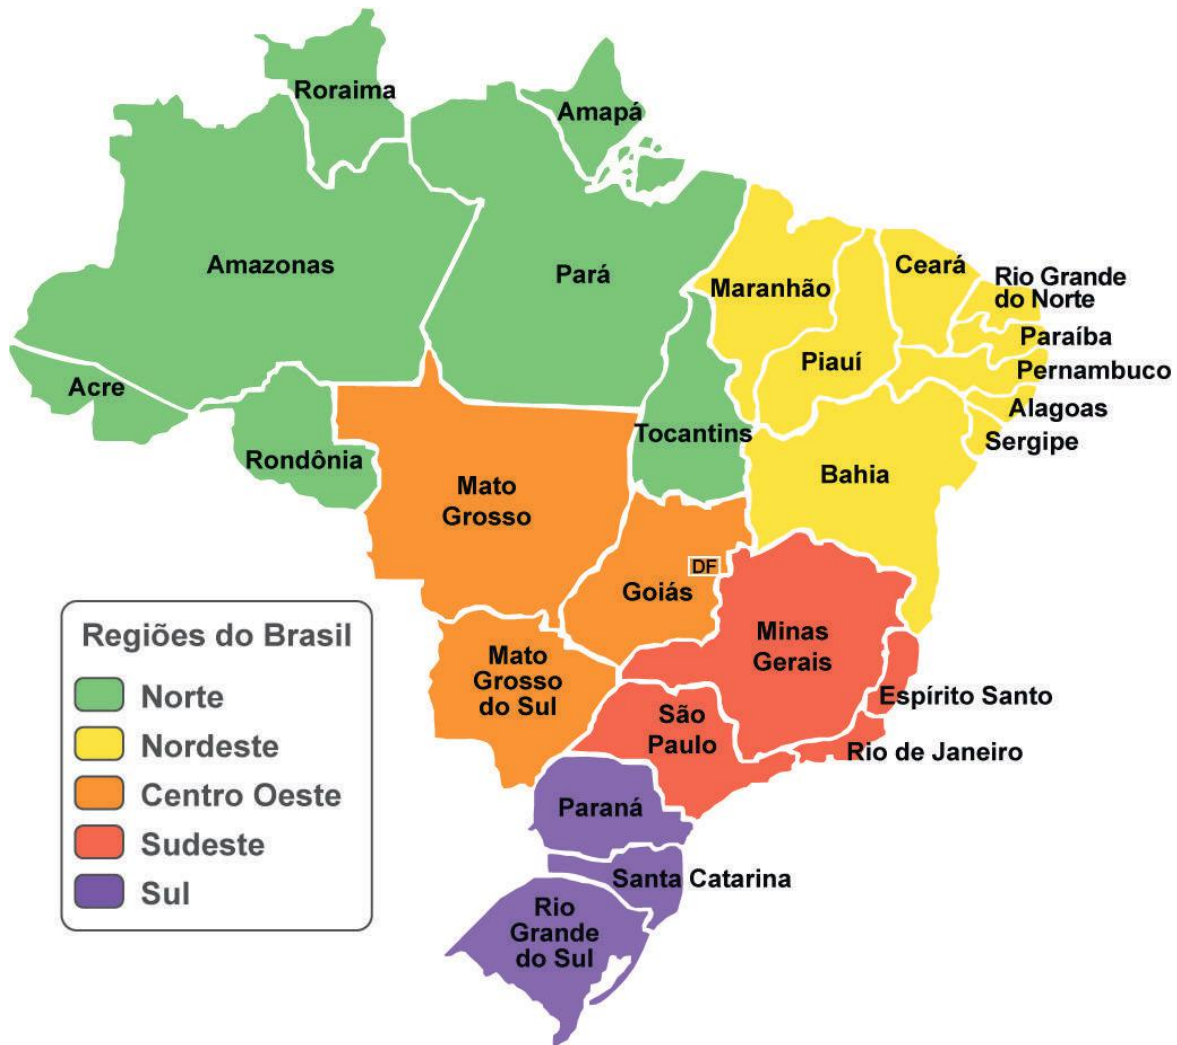 Roraima
Amapá
Amazonas
Pará
Maranhão
Ceará
Rio Grande
do Norte
Paraíba
Piauí
Pernambuco
Acre
Alagoas
Tocantins
Sergipe
Rondônia
Bahia
Mato
Grosso
DF
Goiás
Minas
Gerais
Mato
Grosso
do Sul
Espírito Santo
São
Paulo
Rio de Janeiro
Paraná
Santa Catarina
Rio
Grande
do Sul
Regiões do Brasil
Norte
Nordeste
Centro Oeste
Sudeste
Sul